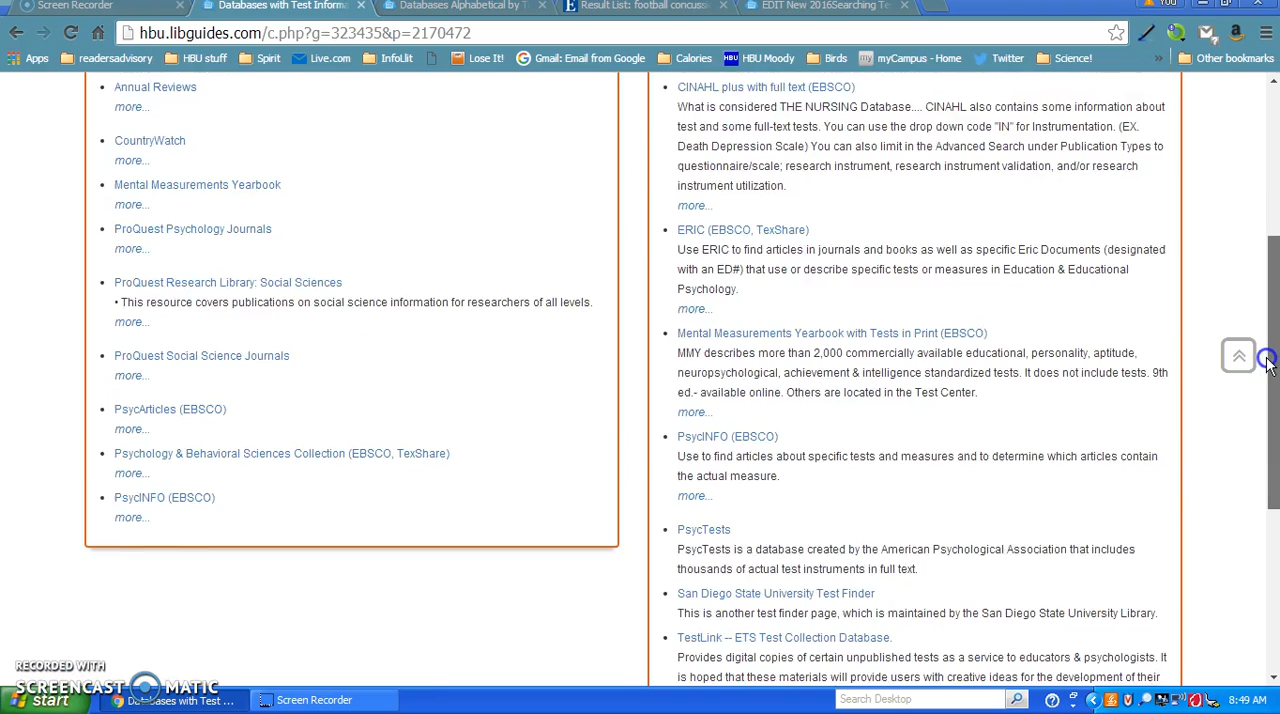 Screen Recorder
Databases with Test Informa
Databases Alphabetical by T
Result List: football concuss
EDIT New 2016Searching Te
You
hbu.libguides.com/c.php?g=323435&p=2170472
Apps
readersadvisory
HBU stuff
Spirit
Live.com
InfoLit
Lose It!
Gmail: Email from Google
Calories
HBU Moody
Birds
myCampus - Home
Twitter
Science!
»
Other bookmarks
• Annual Reviews
more...
• CountryWatch
more...
• Mental Measurements Yearbook
more...
• ProQuest Psychology Journals
more...
• ProQuest Research Library: Social Sciences
• This resource covers publications on social science information for researchers of all levels.
more...
• ProQuest Social Science Journals
more...
• PsycArticles (EBSCO)
more...
• Psychology & Behavioral Sciences Collection (EBSCO, TexShare)
more...
• PsycINFO (EBSCO)
more...
• CINAHL plus with full text (EBSCO)
What is considered THE NURSING Database.... CINAHL also contains some information about
test and some full-text tests. You can use the drop down code "IN" for Instrumentation. (EX.
Death Depression Scale) You can also limit in the Advanced Search under Publication Types to
questionnaire/scale; research instrument, research instrument validation, and/or research
instrument utilization.
more...
• ERIC (EBSCO, TexShare)
Use ERIC to find articles in journals and books as well as specific Eric Documents (designated
with an ED#) that use or describe specific tests or measures in Education & Educational
Psychology.
more...
• Mental Measurements Yearbook with Tests in Print (EBSCO)
MMY describes more than 2,000 commercially available educational, personality, aptitude,
neuropsychological, achievement & intelligence standardized tests. It does not include tests. 9th
ed.- available online. Others are located in the Test Center.
more...
• PsycINFO (EBSCO)
Use to find articles about specific tests and measures and to determine which articles contain
the actual measure.
more...
• PsycTests
PsycTests is a database created by the American Psychological Association that includes
thousands of actual test instruments in full text.
• San Diego State University Test Finder
This is another test finder page, which is maintained by the San Diego State University Library.
• TestLink -- ETS Test Collection Database.
Provides digital copies of certain unpublished tests as a service to educators & psychologists. It
is hoped that these materials will provide users with creative ideas for the development of their
RECORDED WITH
SCREENCAST MATIC
start
Databases with Test ...
Screen Recorder
Search Desktop
8:49 AM